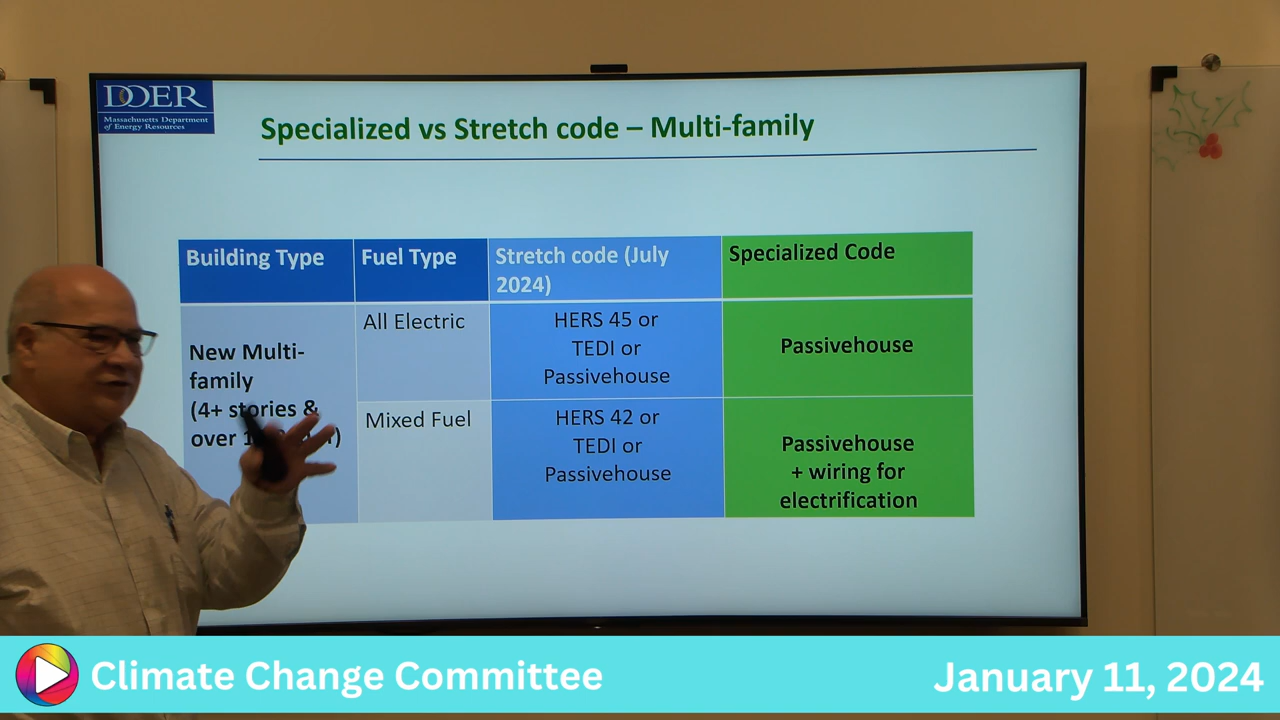 DOER
Massachusetts Department
of Energy Resources
Specialized vs Stretch code – Multi-family
Building Type
Fuel Type
Stretch code (July
2024)
Specialized Code
New Multi-
family
(4+ stories &
over
All Electric
HERS 45 or
TEDI or
Passivehouse
Passivehouse
Mixed Fuel
HERS 42 or
TEDI or
Passivehouse
Passivehouse
+ wiring for
electrification
Climate Change Committee
January 11, 2024